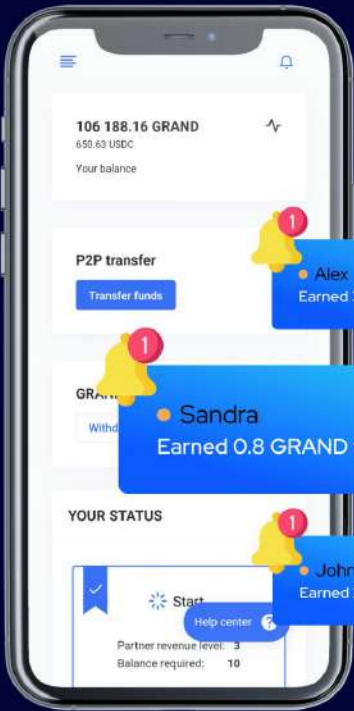 106 188.16 GRAND
650.63 USDC
Your balance
P2P transfer
Transfer funds
1
Alex
Earned
1
Sandra
Earned 0.8 GRAND
YOUR STATUS
1
John
Earned
Start
Help center ?
Partner revenue level: 3
Balance required: 10